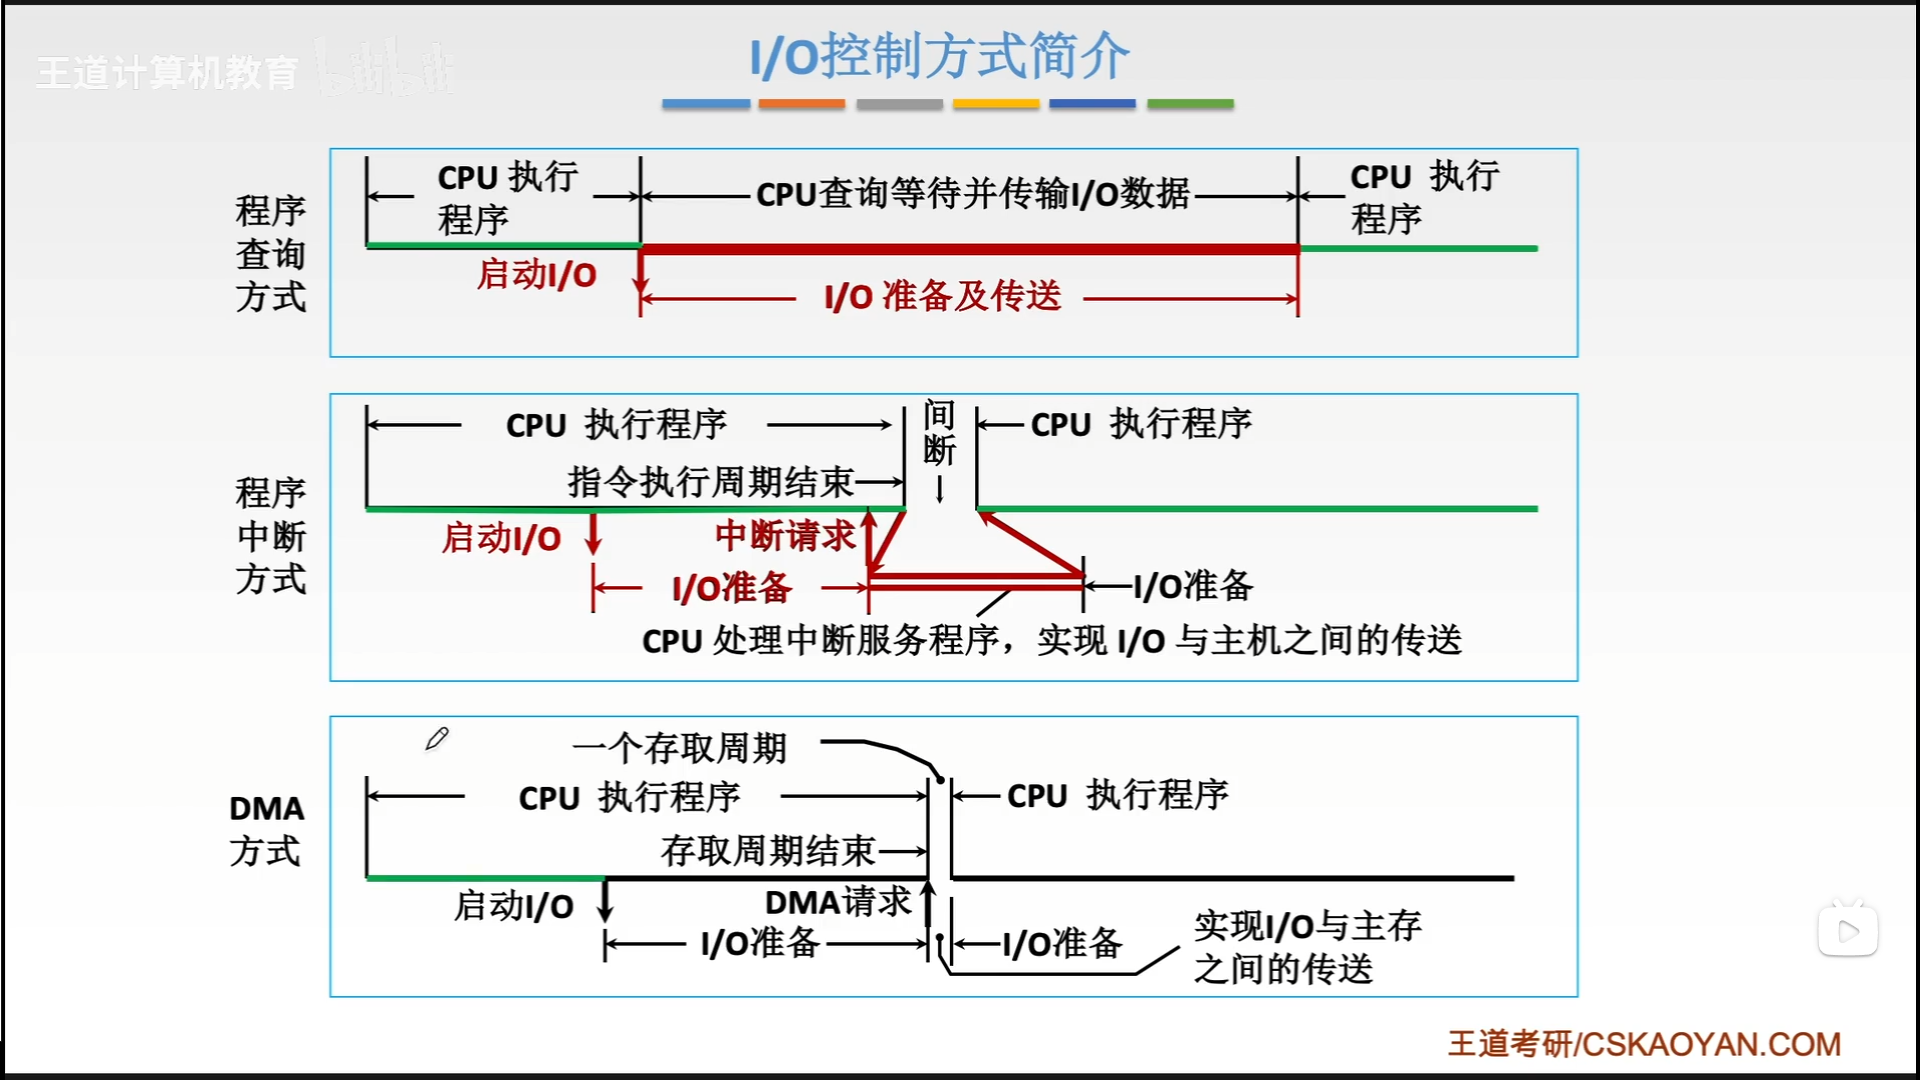 王道计算机教育 bilibili
I/O控制方式简介
程序
查询
方式
CPU 执行
程序
CPU查询等待并传输I/O数据
CPU 执行
程序
启动I/O
I/O 准备及传送
程序
中断
方式
CPU 执行程序
间
断
CPU 执行程序
指令执行周期结束
启动I/O
中断请求
I/O准备
I/O准备
CPU 处理中断服务程序，实现 I/O 与主机之间的传送
DMA
方式
一个存取周期
CPU 执行程序
CPU 执行程序
存取周期结束
启动I/O
DMA请求
I/O准备
I/O准备
实现I/O与主存
之间的传送
王道考研/CSKAOYAN.COM